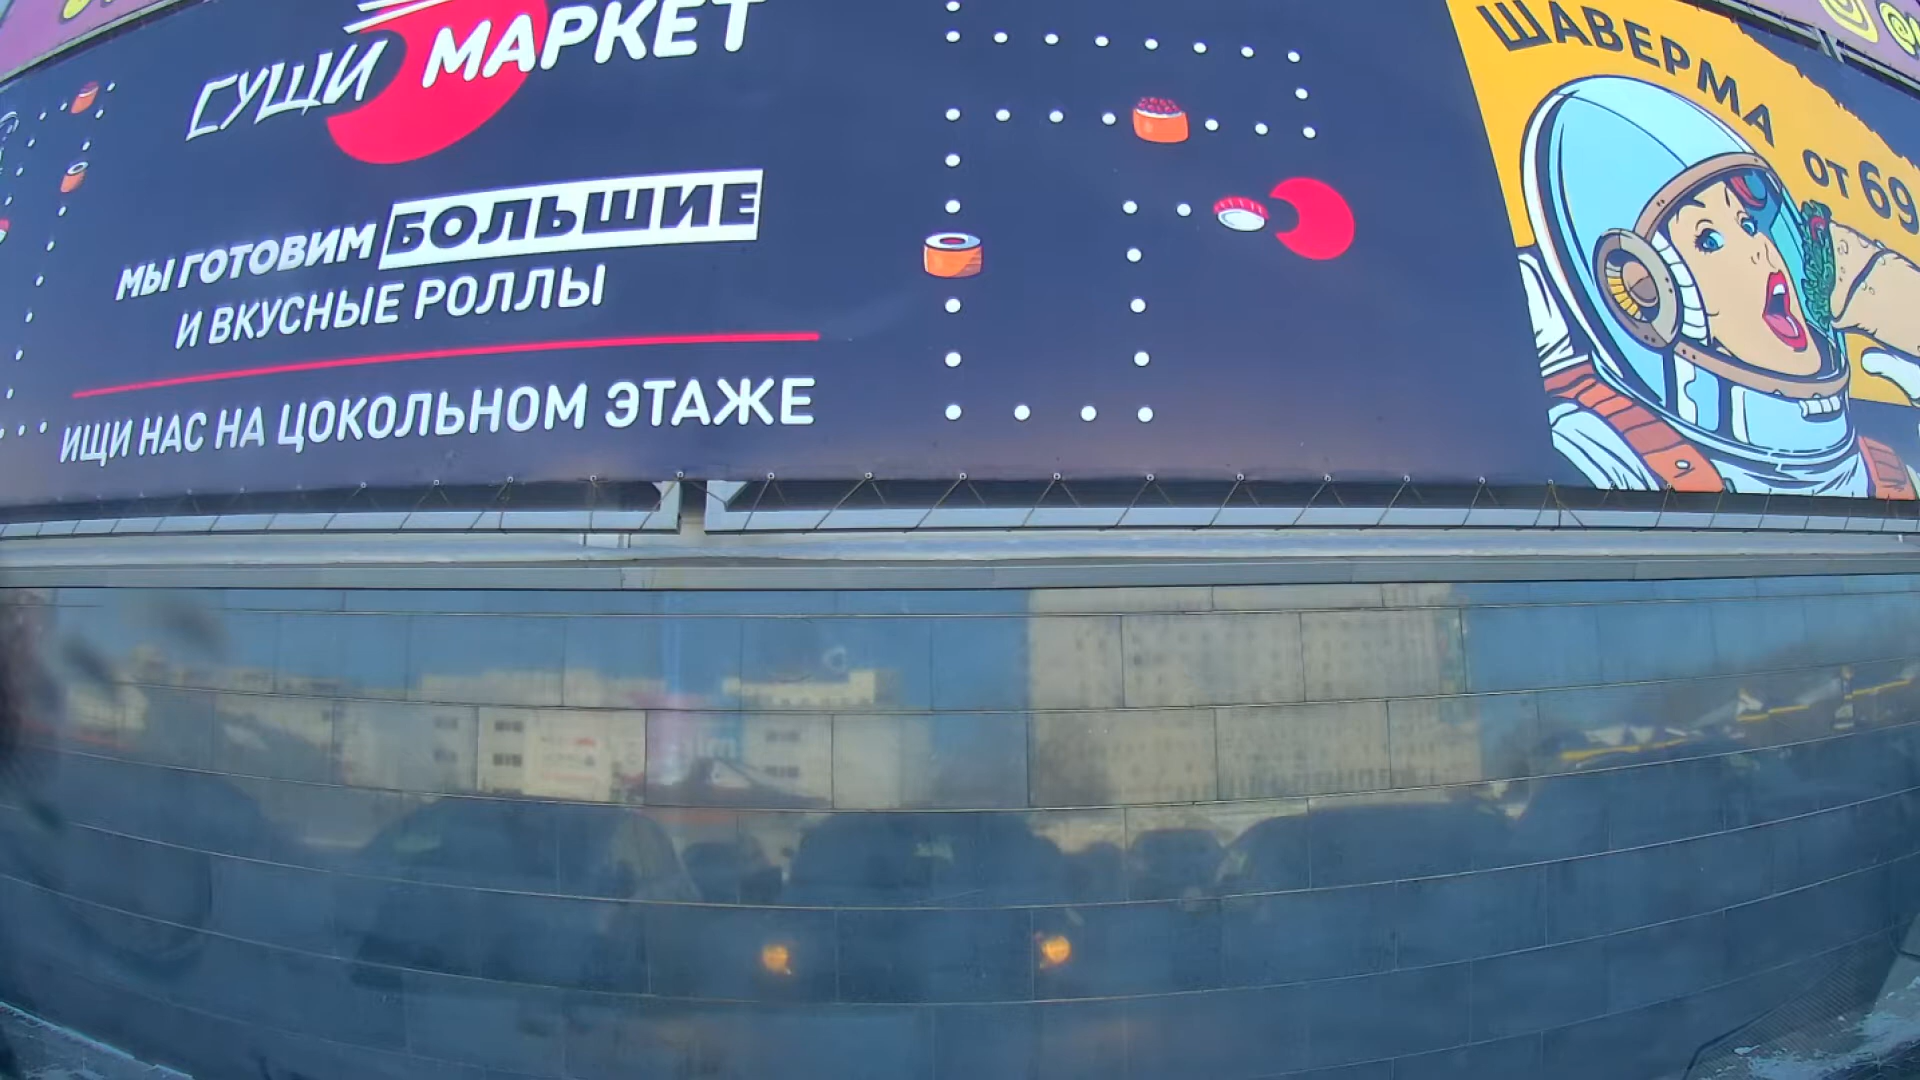 СУШИ МАРКЕТ
МЫ ГОТОВИМ БОЛЬШИЕ
И ВКУСНЫЕ РОЛЛЫ
ИЩИ НАС НА ЦОКОЛЬНОМ ЭТАЖЕ
ШАВЕРМА
ОТ 69